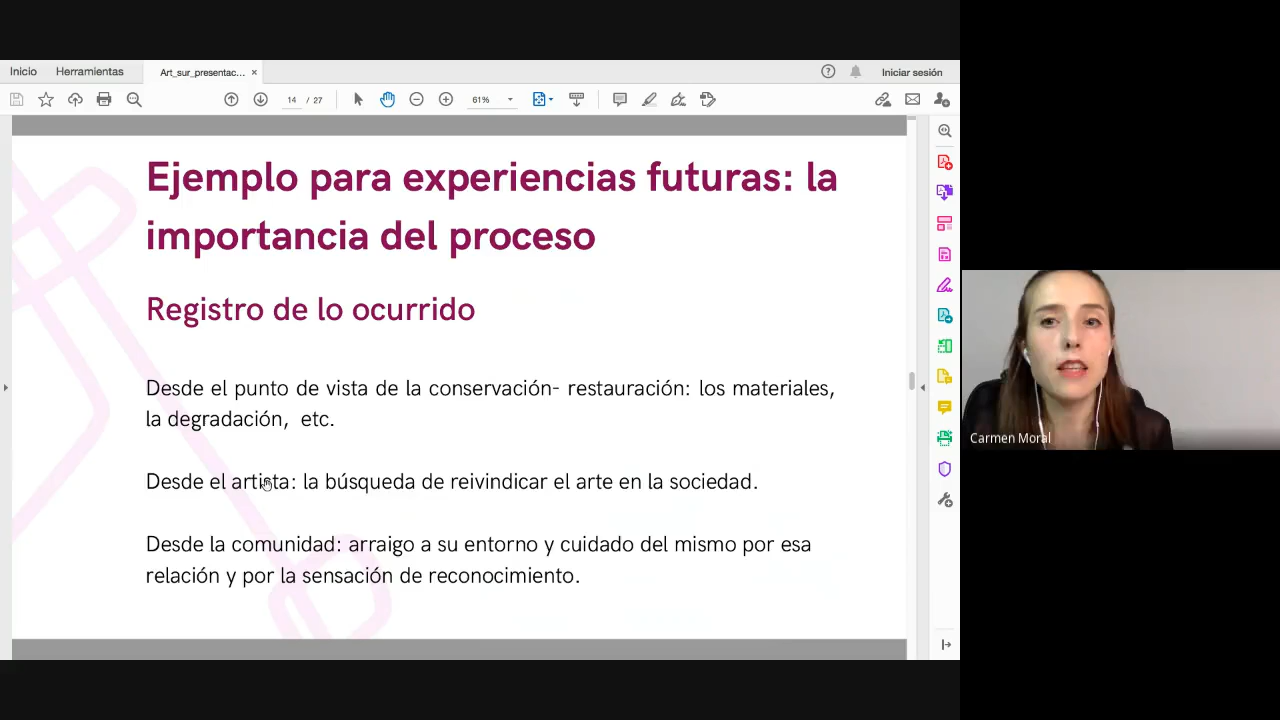 Inicio Herramientas Art_sur_presentac... ×
Iniciar sesión
14 / 27 61%
Ejemplo para experiencias futuras: la
importancia del proceso
Registro de lo ocurrido
Desde el punto de vista de la conservación- restauración: los materiales,
la degradación, etc.
Desde el artista: la búsqueda de reivindicar el arte en la sociedad.
Desde la comunidad: arraigo a su entorno y cuidado del mismo por esa
relación y por la sensación de reconocimiento.
Carmen Moral